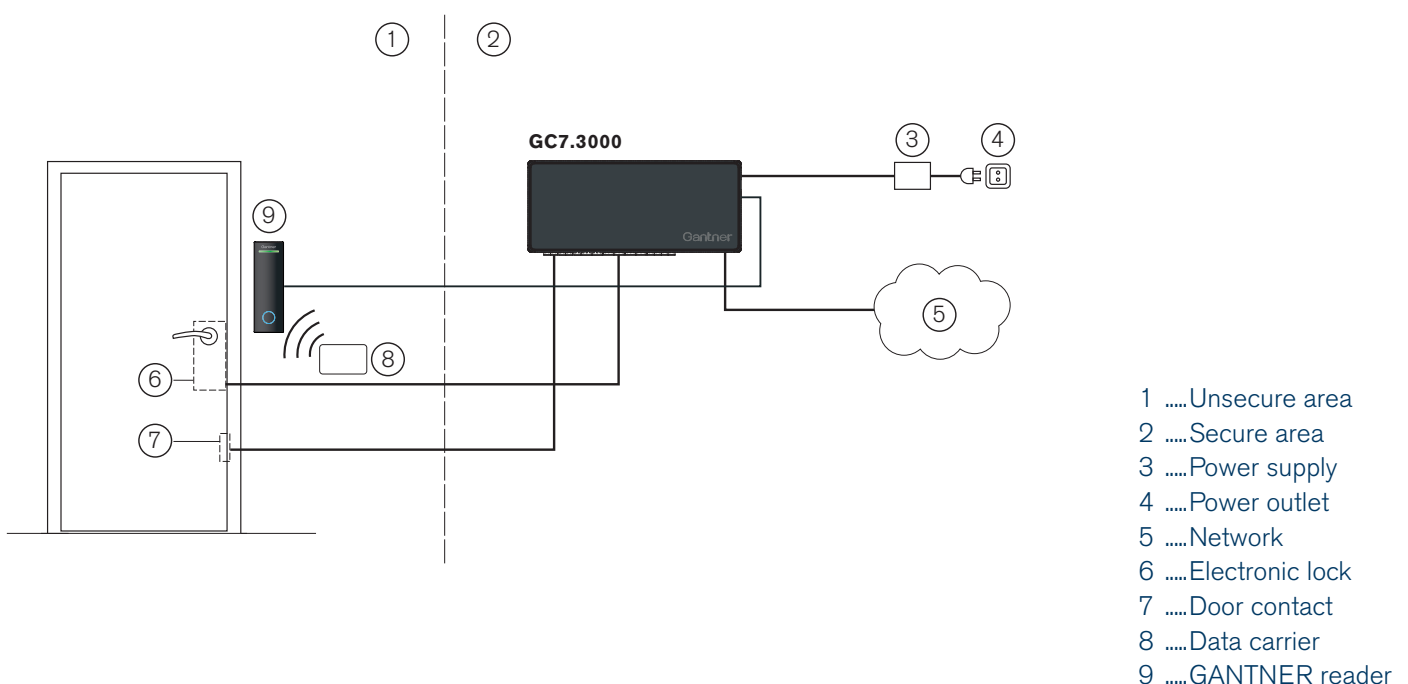 1 2
GC7.3000
3 4
9
Gantner
5
8
6
7
1 .....Unsecure area
2 .....Secure area
3 .....Power supply
4 .....Power outlet
5 .....Network
6 .....Electronic lock
7 .....Door contact
8 .....Data carrier
9 .....GANTNER reader